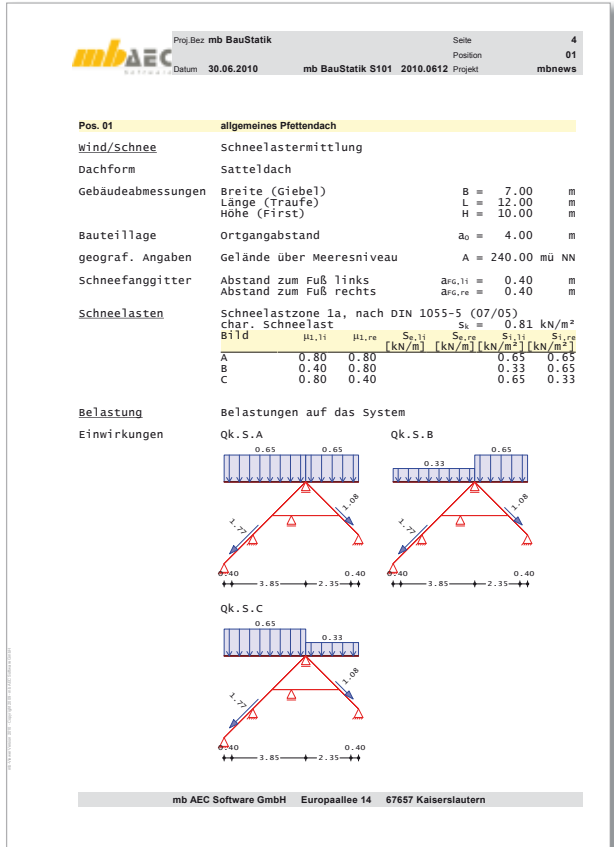 mbAEC
Software
Proj.Bez mb BauStatik Seite 4
Position 01
Datum 30.06.2010 mb BauStatik S101 2010.0612 Projekt mbnews
Pos. 01 allgemeines Pfettendach
Wind/Schnee Schneelastermittlung
Dachform Satteldach
Gebäudeabmessungen Breite (Giebel) B = 7.00 m
Länge (Traufe) L = 12.00 m
Höhe (First) H = 10.00 m
Bauteillage Ortgangabstand ao = 4.00 m
geograf. Angaben Gelände über Meeresniveau A = 240.00 mü NN
Schneefanggitter Abstand zum Fuß links aFG,li = 0.40 m
Abstand zum Fuß rechts aFG,re = 0.40 m
Schneelasten Schneelastzone 1a, nach DIN 1055-5 (07/05)
char. Schneelast sk = 0.81 kN/m²
Bild μ1,li μ1,re Se,li Se,re si,li si,re
[kN/m] [kN/m] [kN/m²] [kN/m²]
A 0.80 0.80 0.65 0.65
B 0.40 0.80 0.33 0.65
C 0.80 0.40 0.65 0.33
Belastung Belastungen auf das System
Einwirkungen Qk.S.A Qk.S.B
0.65 0.65 0.33 0.65
1.77 1.08 1.77 1.08
0.40 3.85 2.35 0.40 0.40 3.85 2.35 0.40
Qk.S.C
0.65 0.33
1.77 1.08
0.40 3.85 2.35 0.40
mb AEC Software GmbH Europaallee 14 67657 Kaiserslautern